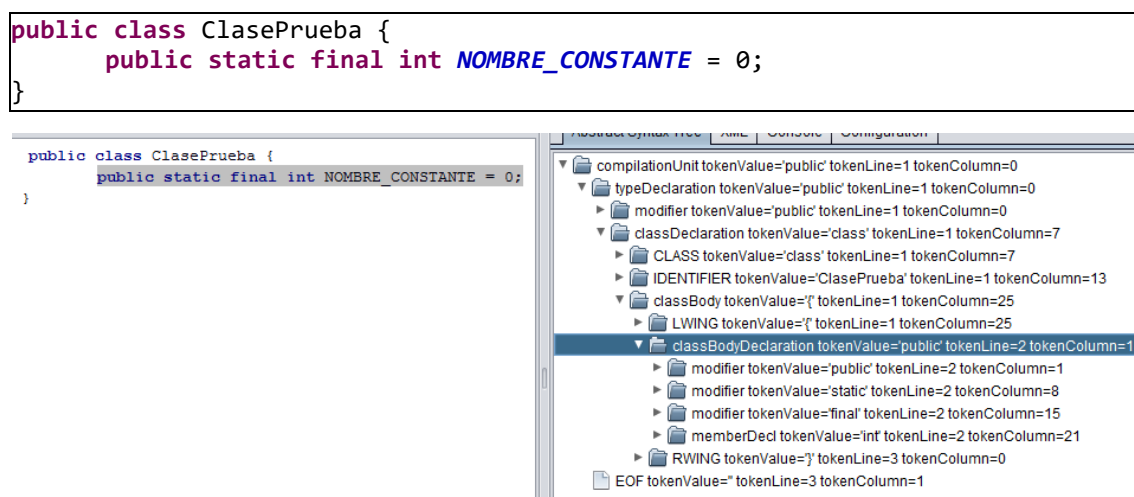 public class ClasePrueba {
public static final int NOMBRE_CONSTANTE = 0;
}
public class ClasePrueba {
public static final int NOMBRE_CONSTANTE = 0;
}
Abstract Syntax Tree XML Console Configuration
compilationUnit tokenValue='public' tokenLine=1 tokenColumn=0
typeDeclaration tokenValue='public' tokenLine=1 tokenColumn=0
modifier tokenValue='public' tokenLine=1 tokenColumn=0
classDeclaration tokenValue='class' tokenLine=1 tokenColumn=7
CLASS tokenValue='class' tokenLine=1 tokenColumn=7
IDENTIFIER tokenValue='ClasePrueba' tokenLine=1 tokenColumn=13
classBody tokenValue='{' tokenLine=1 tokenColumn=25
LWING tokenValue='{' tokenLine=1 tokenColumn=25
classBodyDeclaration tokenValue='public' tokenLine=2 tokenColumn=1
modifier tokenValue='public' tokenLine=2 tokenColumn=1
modifier tokenValue='static' tokenLine=2 tokenColumn=8
modifier tokenValue='final' tokenLine=2 tokenColumn=15
memberDecl tokenValue='int' tokenLine=2 tokenColumn=21
RWING tokenValue='}' tokenLine=3 tokenColumn=0
EOF tokenValue='' tokenLine=3 tokenColumn=1